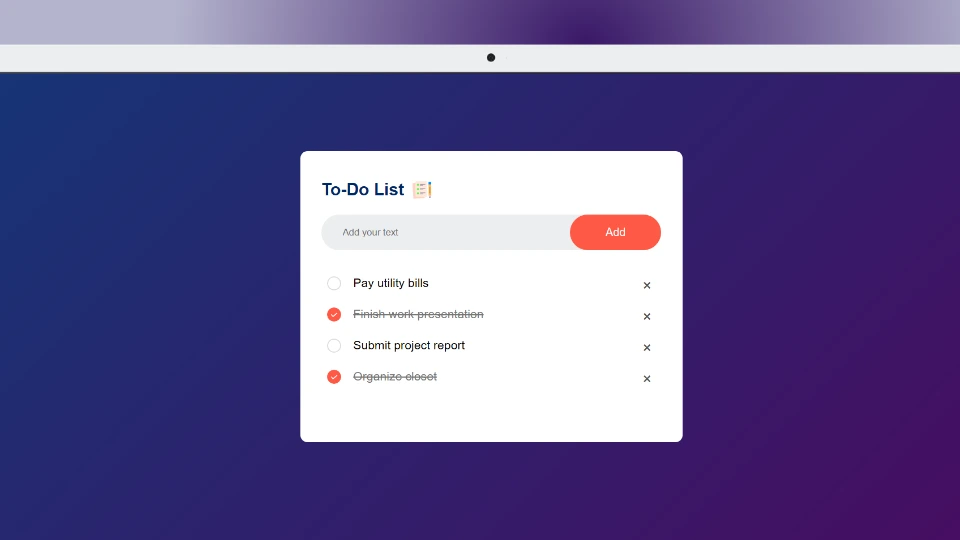 To-Do List
Add your text
Add
Pay utility bills
Finish work presentation
Submit project report
Organize closet